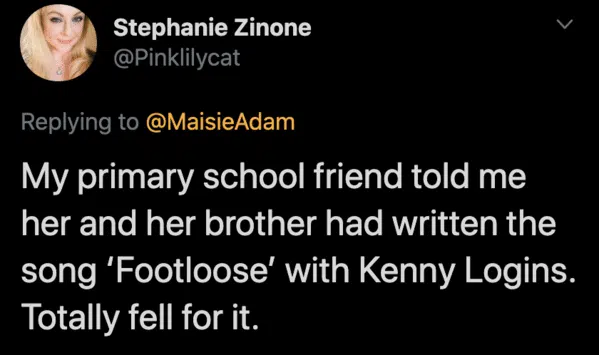 Stephanie Zinone
@Pinklilycat
Replying to @MaisieAdam
My primary school friend told me
her and her brother had written the
song ‘Footloose’ with Kenny Logins.
Totally fell for it.